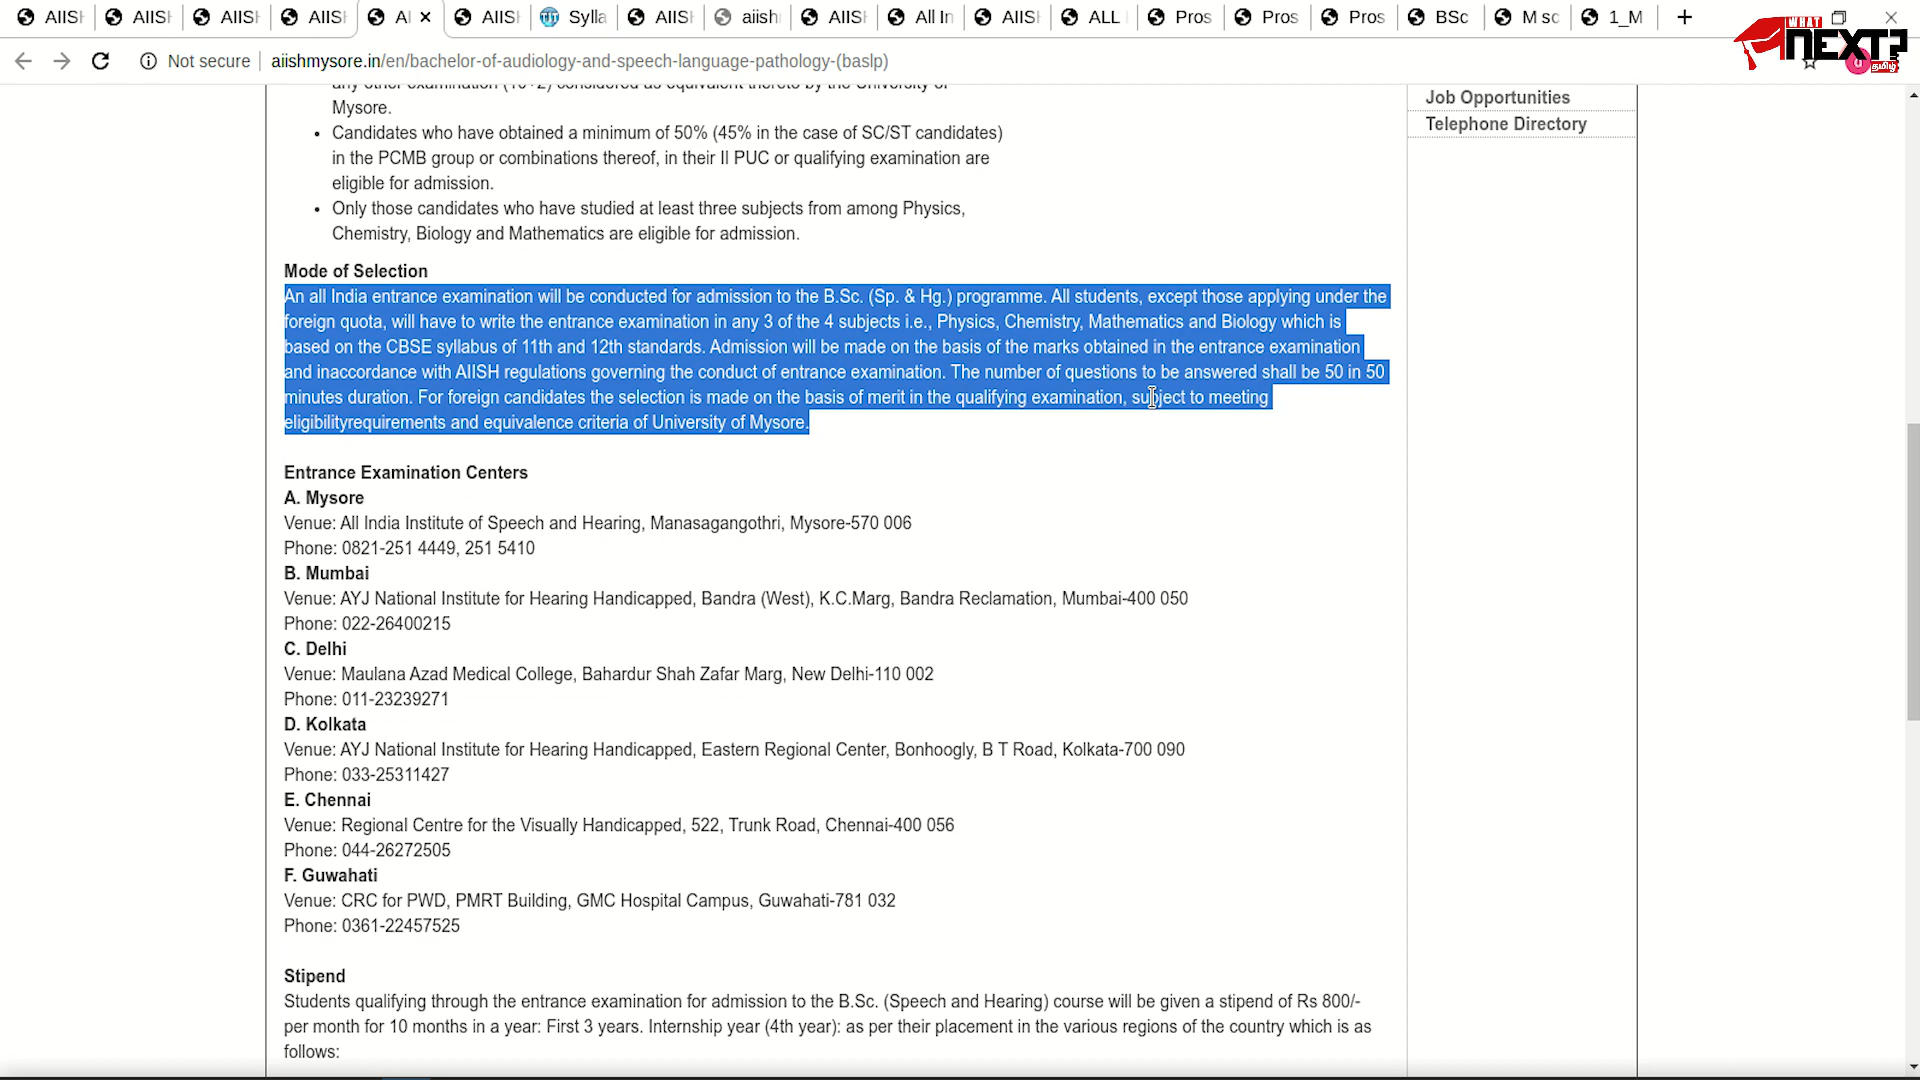 AIISH
AIISH
AIISH
AIISH
AI
AIISH
Sylla
AIISH
aiish
AIISH
All In
AIISH
ALL
Pros
Pros
Pros
BSc
M sc
1_M
WHAT
NEXT?
தமிழ்
Not secure
aiishmysore.in/en/bachelor-of-audiology-and-speech-language-pathology-(baslp)
any other examination (10+2) considered as equivalent thereto by the University of
Mysore.
• Candidates who have obtained a minimum of 50% (45% in the case of SC/ST candidates)
in the PCMB group or combinations thereof, in their II PUC or qualifying examination are
eligible for admission.
• Only those candidates who have studied at least three subjects from among Physics,
Chemistry, Biology and Mathematics are eligible for admission.
Job Opportunities
Telephone Directory
Mode of Selection
An all India entrance examination will be conducted for admission to the B.Sc. (Sp. & Hg.) programme. All students, except those applying under the
foreign quota, will have to write the entrance examination in any 3 of the 4 subjects i.e., Physics, Chemistry, Mathematics and Biology which is
based on the CBSE syllabus of 11th and 12th standards. Admission will be made on the basis of the marks obtained in the entrance examination
and inaccordance with AIISH regulations governing the conduct of entrance examination. The number of questions to be answered shall be 50 in 50
minutes duration. For foreign candidates the selection is made on the basis of merit in the qualifying examination, subject to meeting
eligibilityrequirements and equivalence criteria of University of Mysore.
Entrance Examination Centers
A. Mysore
Venue: All India Institute of Speech and Hearing, Manasagangothri, Mysore-570 006
Phone: 0821-251 4449, 251 5410
B. Mumbai
Venue: AYJ National Institute for Hearing Handicapped, Bandra (West), K.C.Marg, Bandra Reclamation, Mumbai-400 050
Phone: 022-26400215
C. Delhi
Venue: Maulana Azad Medical College, Bahardur Shah Zafar Marg, New Delhi-110 002
Phone: 011-23239271
D. Kolkata
Venue: AYJ National Institute for Hearing Handicapped, Eastern Regional Center, Bonhoogly, B T Road, Kolkata-700 090
Phone: 033-25311427
E. Chennai
Venue: Regional Centre for the Visually Handicapped, 522, Trunk Road, Chennai-400 056
Phone: 044-26272505
F. Guwahati
Venue: CRC for PWD, PMRT Building, GMC Hospital Campus, Guwahati-781 032
Phone: 0361-22457525
Stipend
Students qualifying through the entrance examination for admission to the B.Sc. (Speech and Hearing) course will be given a stipend of Rs 800/-
per month for 10 months in a year: First 3 years. Internship year (4th year): as per their placement in the various regions of the country which is as
follows: